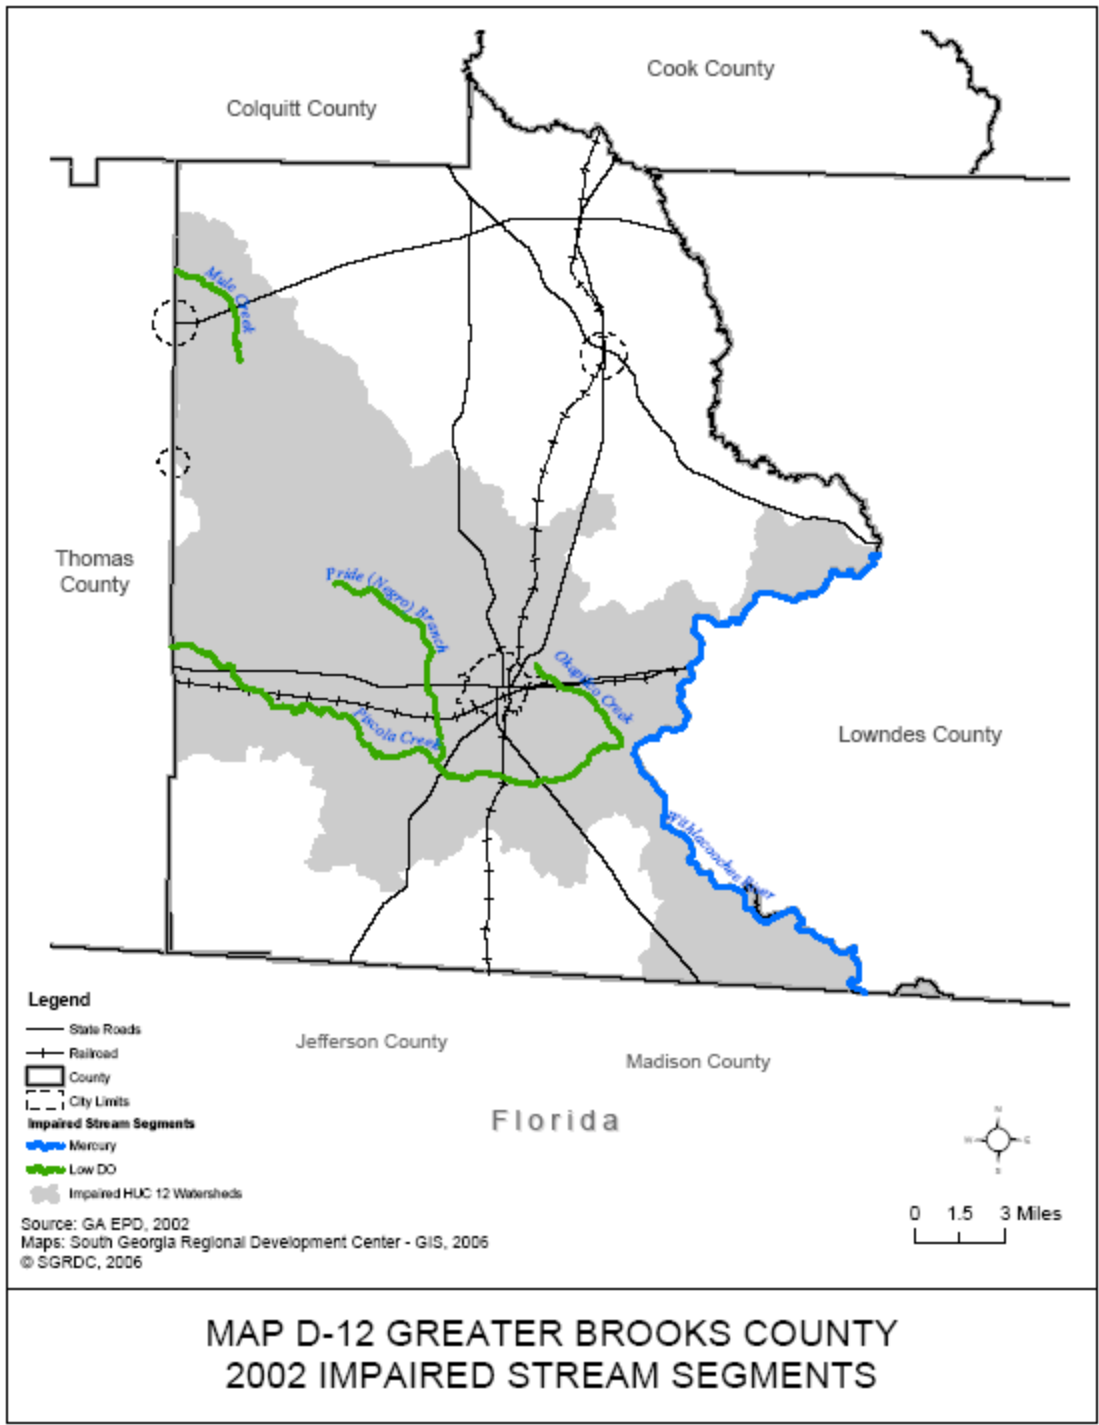 Cook County
Colquitt County
Mule Creek
Thomas
County
Pride (Negro) Branch
Okapilco Creek
Piscola Creek
Lowndes County
Withlacoochee River
Legend
State Roads
Railroad
County
City Limits
Impaired Stream Segments
Mercury
Low DO
Impaired HUC 12 Watersheds
Jefferson County
Madison County
Florida
N
W
E
S
0 1.5 3 Miles
Source: GA EPD, 2002
Maps: South Georgia Regional Development Center - GIS, 2006
© SGRDC, 2006
MAP D-12 GREATER BROOKS COUNTY
2002 IMPAIRED STREAM SEGMENTS